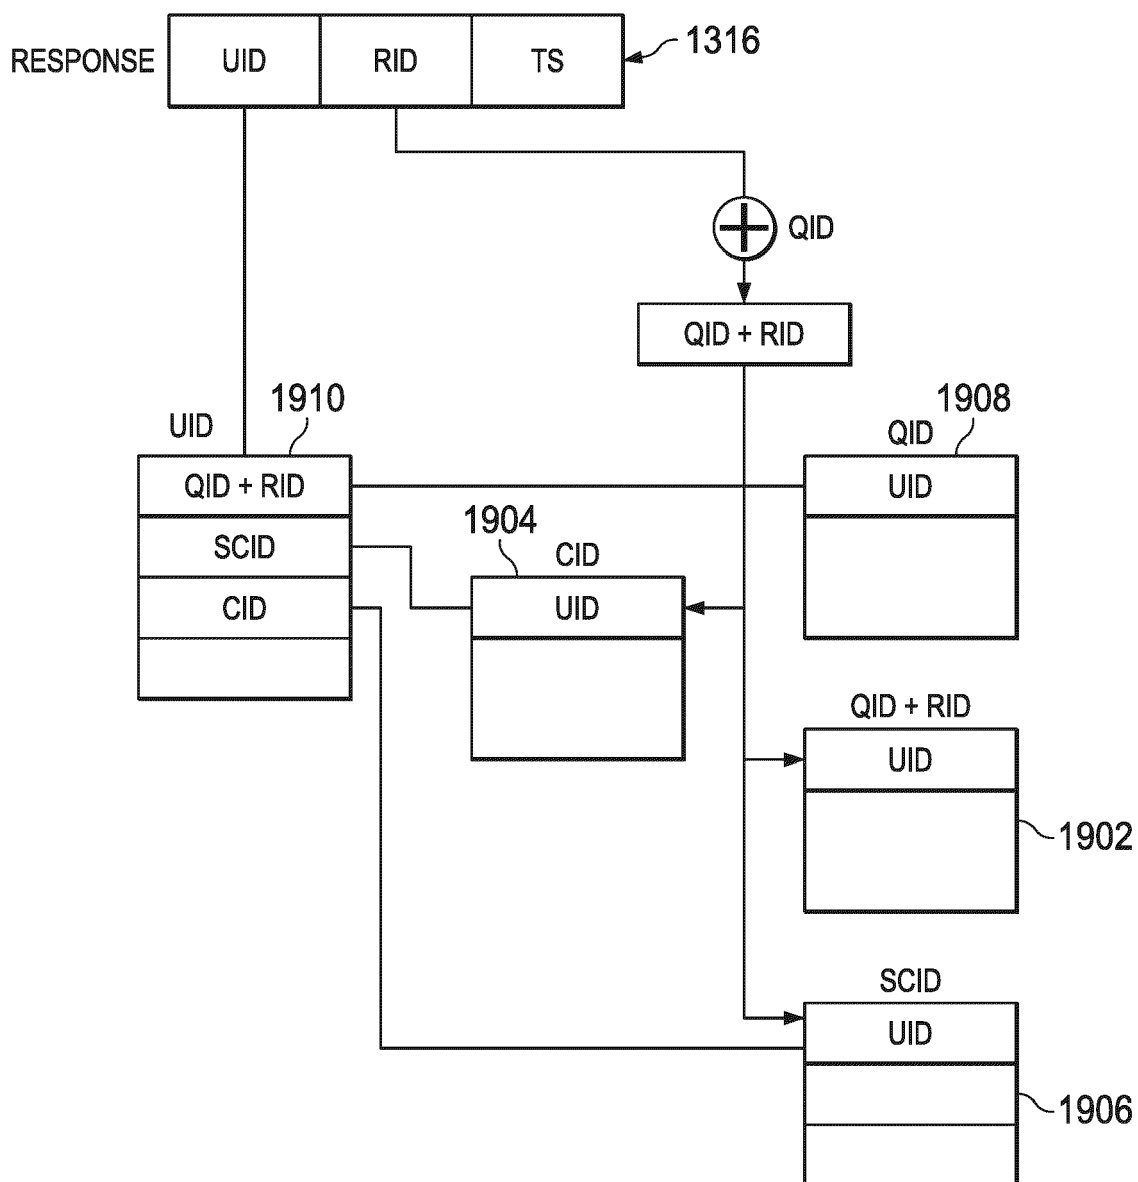 1316
RESPONSE
UID
RID
TS
QID
QID + RID
1910
UID
1908
QID
QID + RID
UID
1904
SCID
CID
CID
UID
QID + RID
UID
1902
SCID
UID
1906